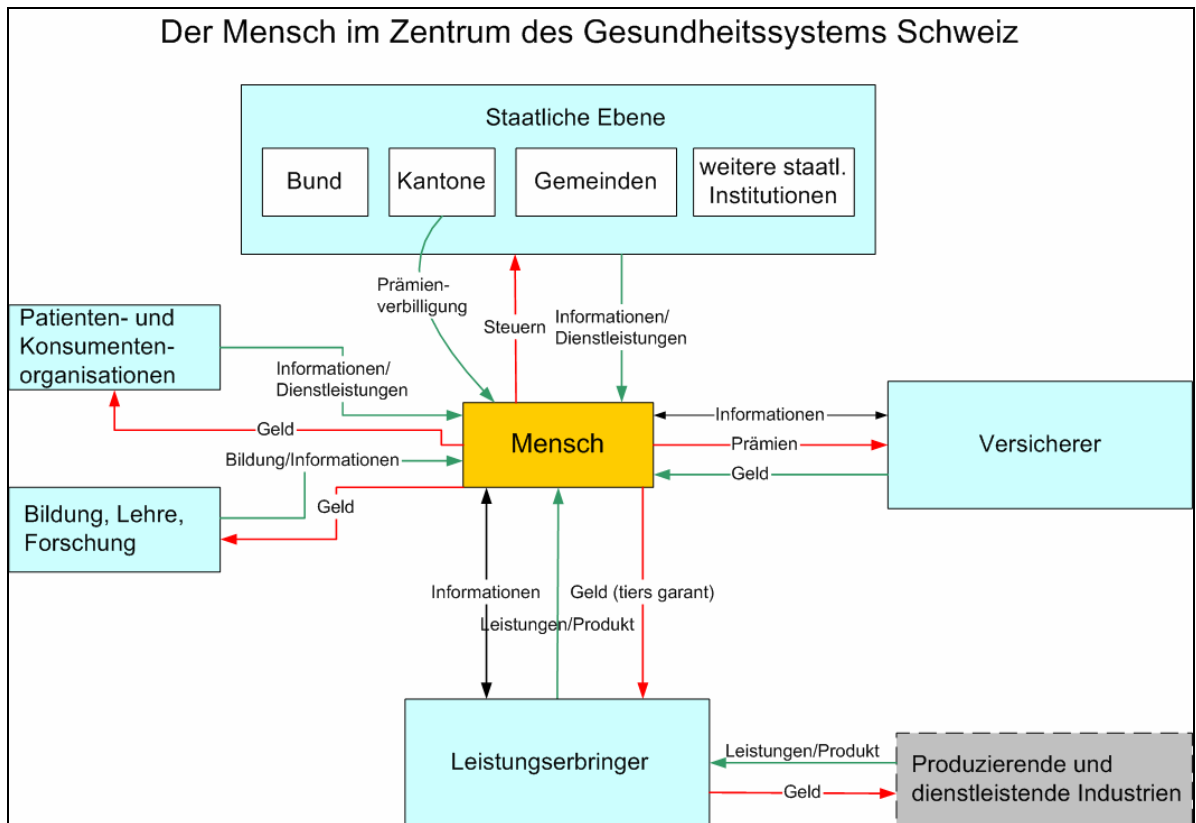 Der Mensch im Zentrum des Gesundheitssystems Schweiz
Staatliche Ebene
Bund
Kantone
Gemeinden
weitere staatl.
Institutionen
Prämien-
verbilligung
Steuern
Informationen/
Dienstleistungen
Patienten- und
Konsumenten-
organisationen
Informationen/
Dienstleistungen
Geld
Bildung/Informationen
Geld
Bildung, Lehre,
Forschung
Mensch
Informationen
Prämien
Geld
Versicherer
Informationen
Geld (tiers garant)
Leistungen/Produkt
Leistungserbringer
Leistungen/Produkt
Geld
Produzierende und
dienstleistende Industrien